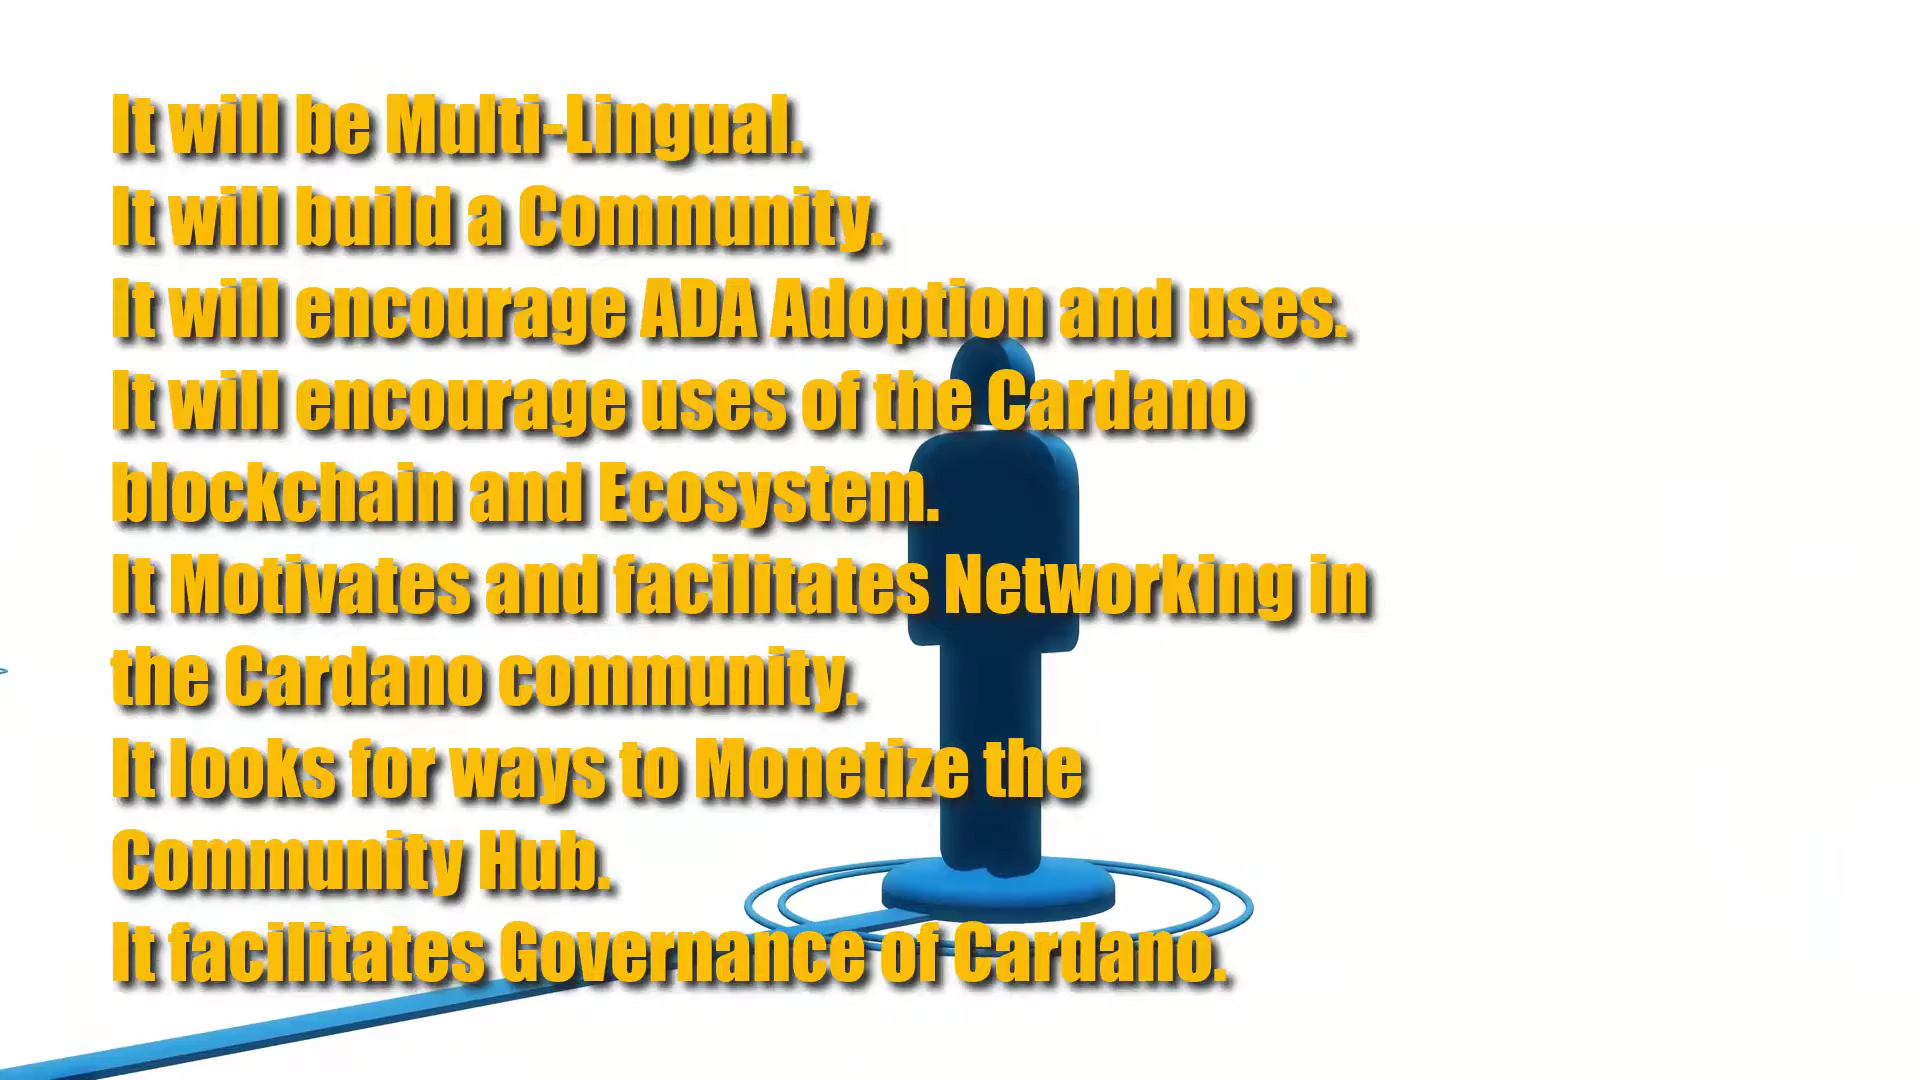 It will be Multi-Lingual.
It will build a Community.
It will encourage ADA Adoption and uses.
It will encourage uses of the Cardano
blockchain and Ecosystem.
It Motivates and facilitates Networking in
the Cardano community.
It looks for ways to Monetize the
Community Hub.
It facilitates Governance of Cardano.